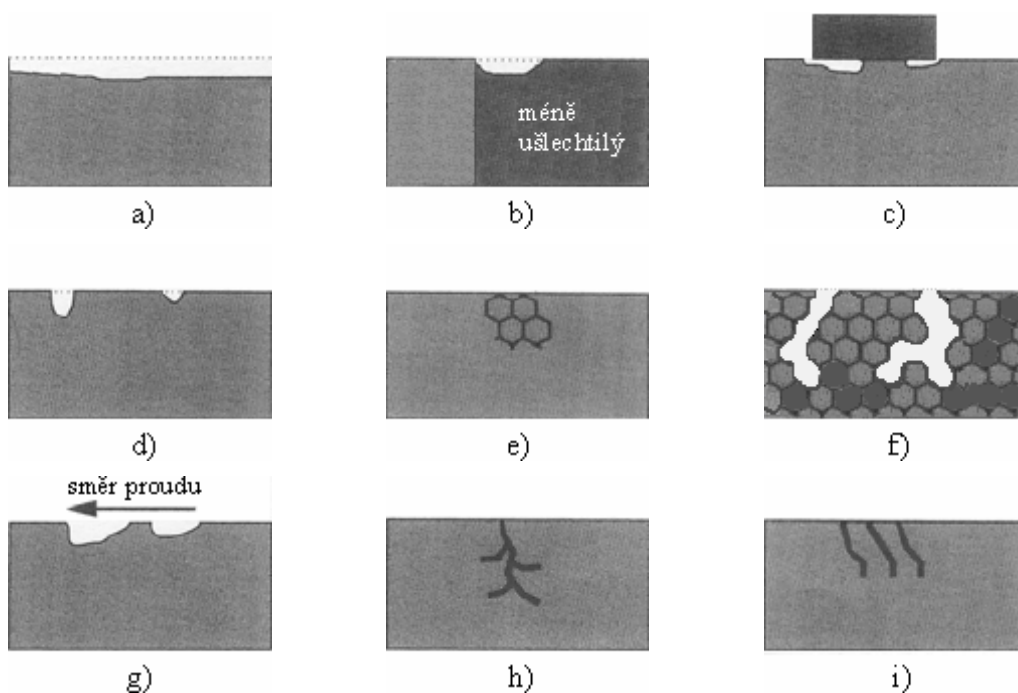 méně
ušlechtilý
a)
b)
c)
d)
e)
f)
směr proudu
g)
h)
i)